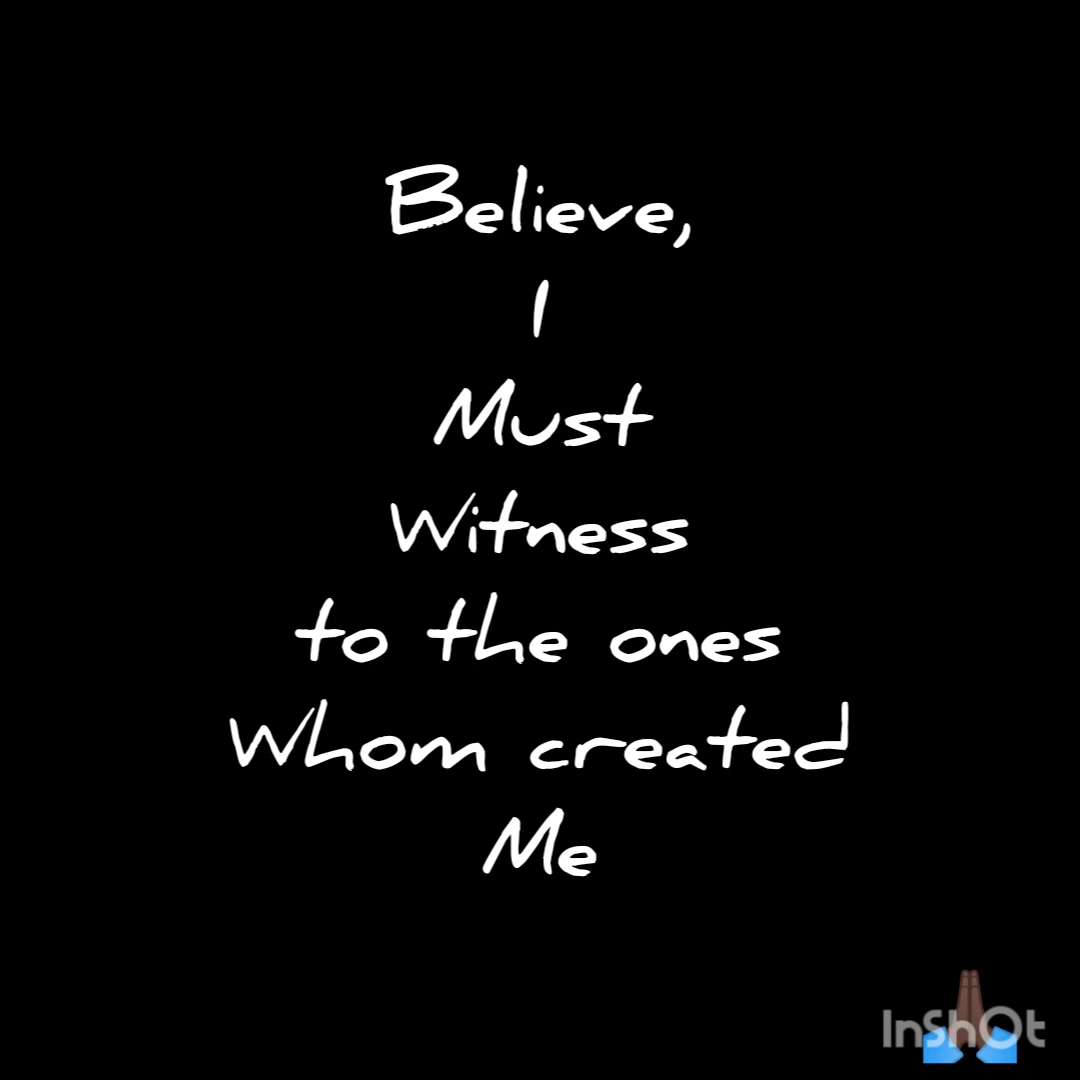 Believe,
I
Must
Witness
to the ones
Whom created
Me
InShOt